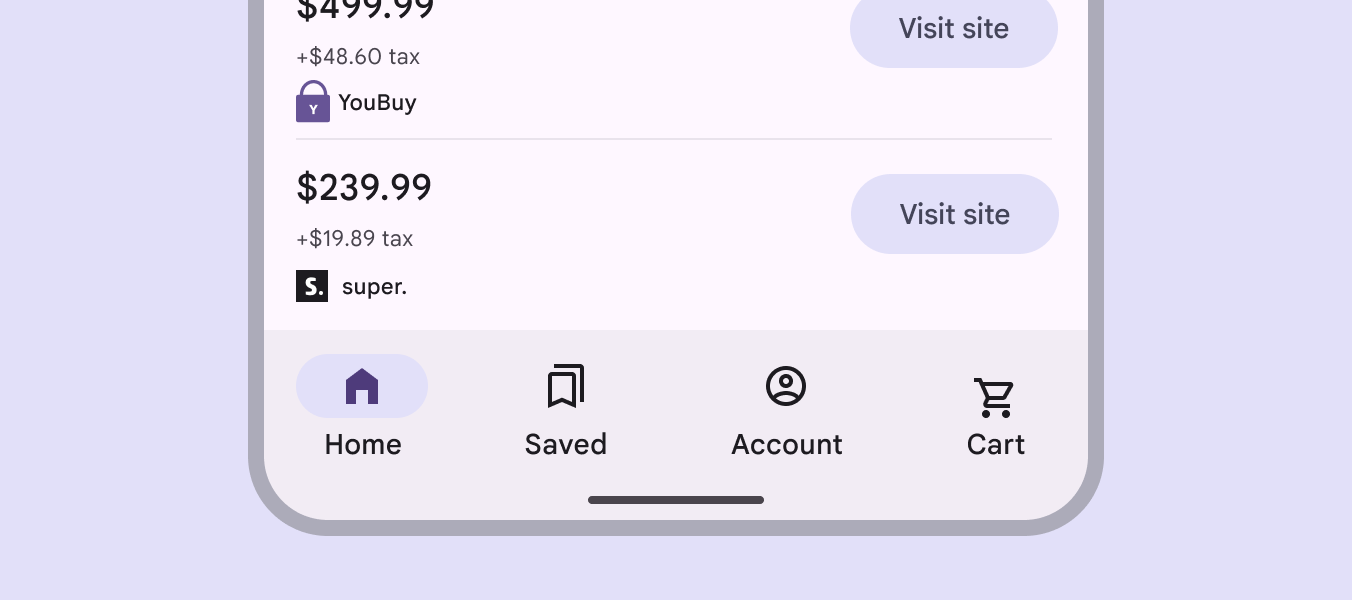 $499.99
Visit site
+$48.60 tax
Y YouBuy
$239.99
Visit site
+$19.89 tax
S. super.
Home Saved Account Cart